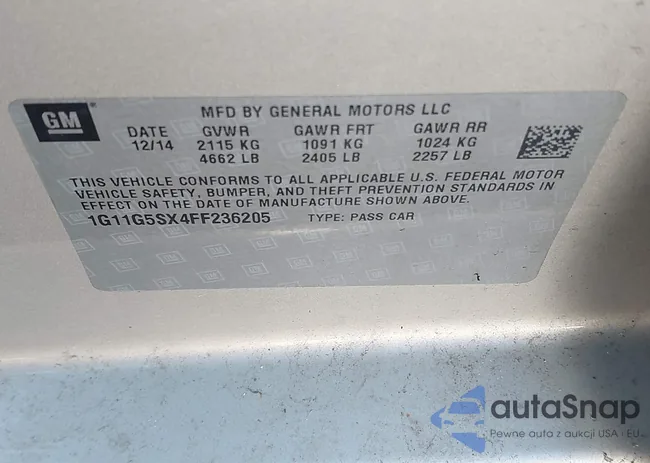 GM
MFD BY GENERAL MOTORS LLC
DATE GVWR GAWR FRT GAWR RR
12/14 2115 KG 1091 KG 1024 KG
4662 LB 2405 LB 2257 LB
THIS VEHICLE CONFORMS TO ALL APPLICABLE U.S. FEDERAL MOTOR
VEHICLE SAFETY, BUMPER, AND THEFT PREVENTION STANDARDS IN
EFFECT ON THE DATE OF MANUFACTURE SHOWN ABOVE.
1G11G5SX4FF236205 TYPE: PASS CAR
autoSnap
Pewne auta z aukcji USA i EU